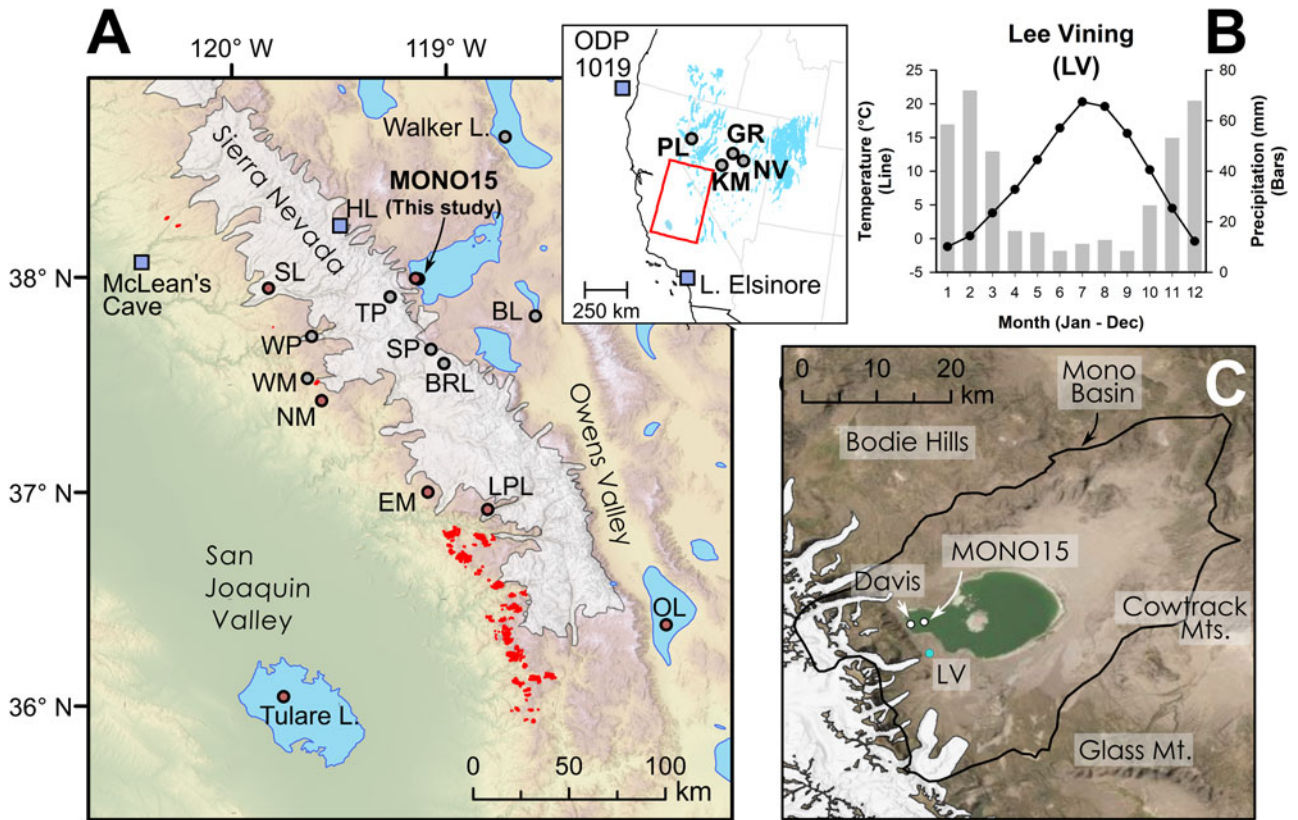 A
120° W
119° W
38° N
37° N
36° N
Sierra Nevada
Walker L.
MONO15
(This study)
HL
McLean's
Cave
SL
TP
BL
WP
SP
WM
BRL
NM
EM
LPL
Owens Valley
San
Joaquin
Valley
OL
Tulare L.
0
50
100
km
ODP
1019
PL
GR
NV
KM
L. Elsinore
250 km
B
Lee Vining
(LV)
Temperature (°C)
(Line)
25
20
15
10
5
0
-5
Precipitation (mm)
(Bars)
80
60
40
20
0
1 2 3 4 5 6 7 8 9 10 11 12
Month (Jan - Dec)
C
0
10
20
km
Mono
Basin
Bodie Hills
MONO15
Davis
Cowtrack
Mts.
LV
Glass Mt.